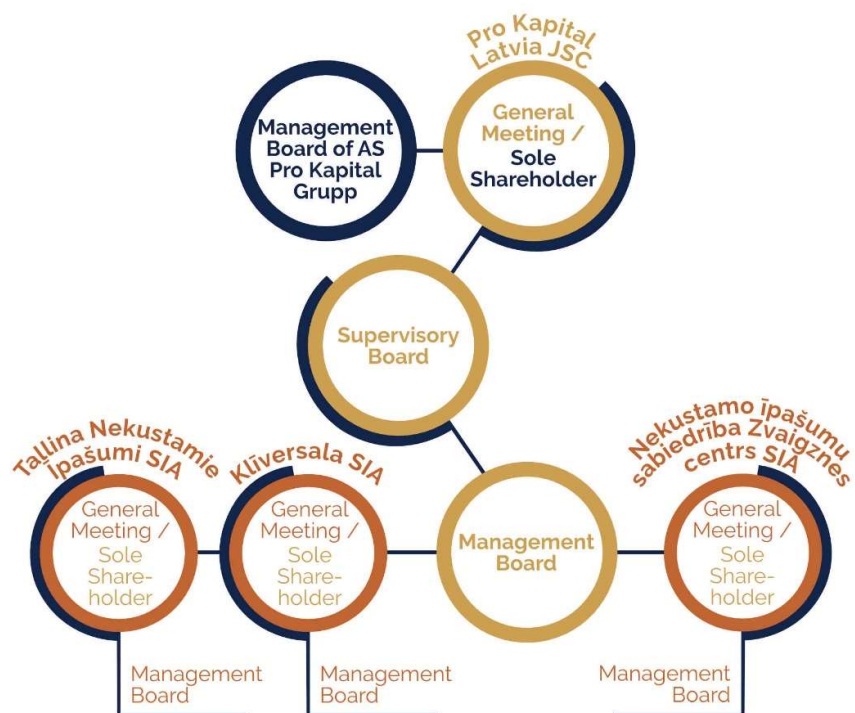 Pro Kapital
Latvia JSC
Management
Board of AS
Pro Kapital
Grupp
General
Meeting /
Sole
Shareholder
Supervisory
Board
Taļlina Nekustamie
Īpašumi SIA
General
Meeting /
Sole
Share-
holder
Klīversala SIA
General
Meeting /
Sole
Share-
holder
Management
Board
Nekustamo īpašumu
sabiedrība Zvaigznes
centrs SIA
General
Meeting /
Sole
Share-
holder
Management
Board
Management
Board
Management
Board